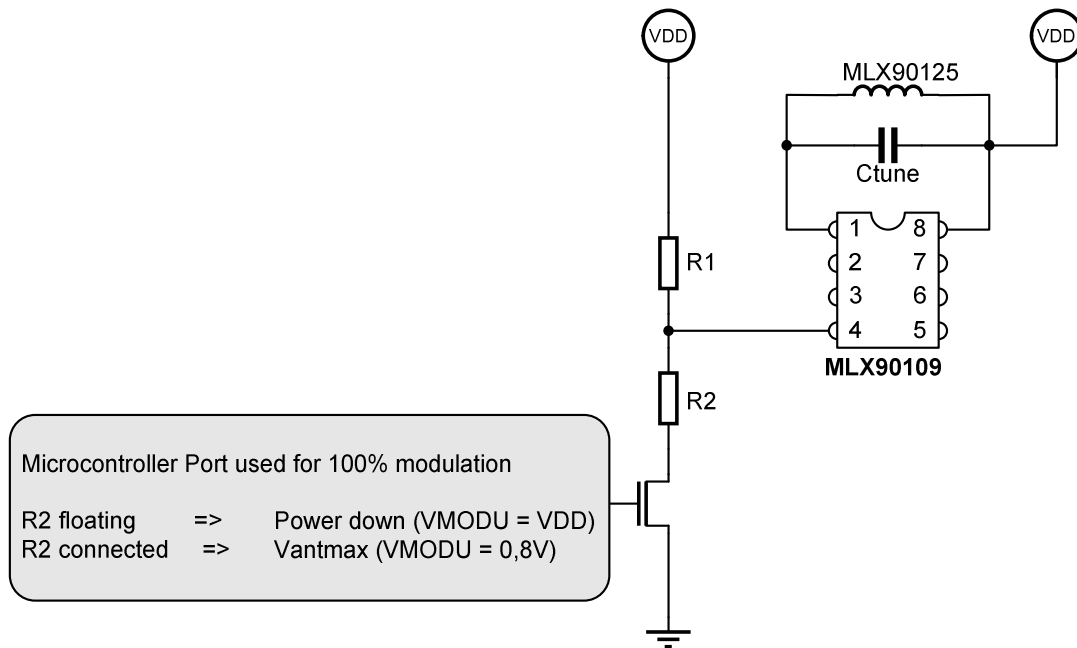 VDD
VDD
MLX90125
Ctune
1 8
2 7
3 6
4 5
R1
MLX90109
R2
Microcontroller Port used for 100% modulation
R2 floating => Power down (VMODU = VDD)
R2 connected => Vantmax (VMODU = 0,8V)